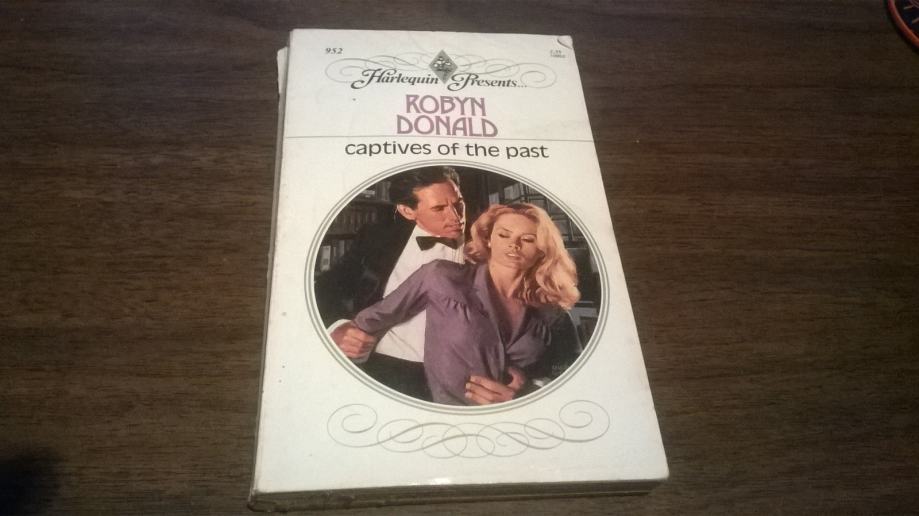 952
Harlequin Presents...
ROBYN
DONALD
captives of the past